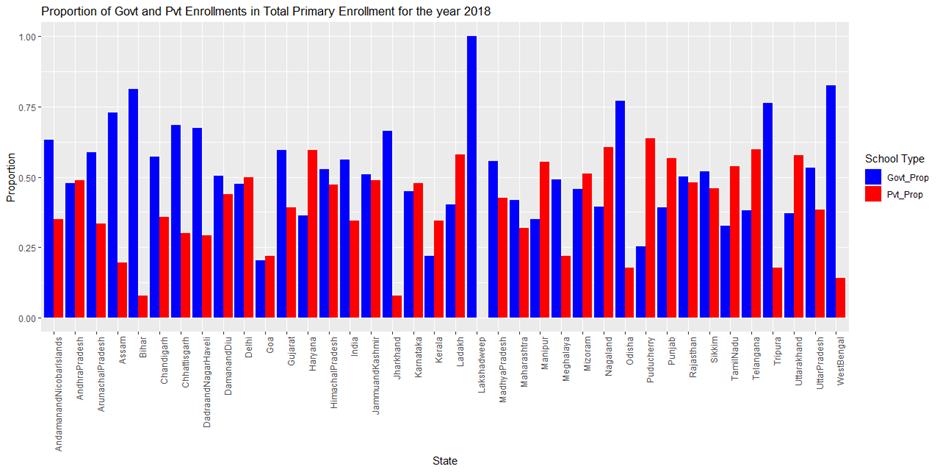 Proportion of Govt and Pvt Enrollments in Total Primary Enrollment for the year 2018
Proportion
1.00
0.75
0.50
0.25
0.00
AndamanandNicobarIslands
AndhraPradesh
ArunachalPradesh
Assam
Bihar
Chandigarh
Chhattisgarh
DadraandNagarHaveli
DamanandDiu
Delhi
Goa
Gujarat
Haryana
HimachalPradesh
India
JammuandKashmir
Jharkhand
Karnataka
Kerala
Ladakh
Lakshadweep
MadhyaPradesh
Maharashtra
Manipur
Meghalaya
Mizoram
Nagaland
Odisha
Puducherry
Punjab
Rajasthan
Sikkim
TamilNadu
Telangana
Tripura
Uttarakhand
UttarPradesh
WestBengal
State
School Type
Govt_Prop
Pvt_Prop